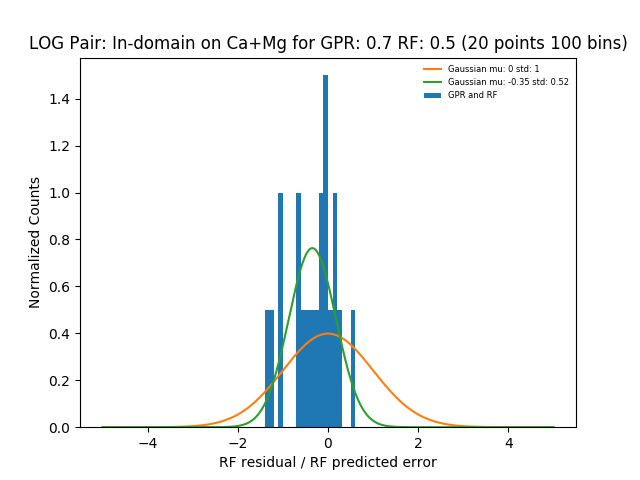 LOG Pair: In-domain on Ca+Mg for GPR: 0.7 RF: 0.5 (20 points 100 bins)
Gaussian mu: 0 std: 1
Gaussian mu: -0.35 std: 0.52
GPR and RF
Normalized Counts
1.4
1.2
1.0
0.8
0.6
0.4
0.2
0.0
−4 −2 0 2 4
RF residual / RF predicted error